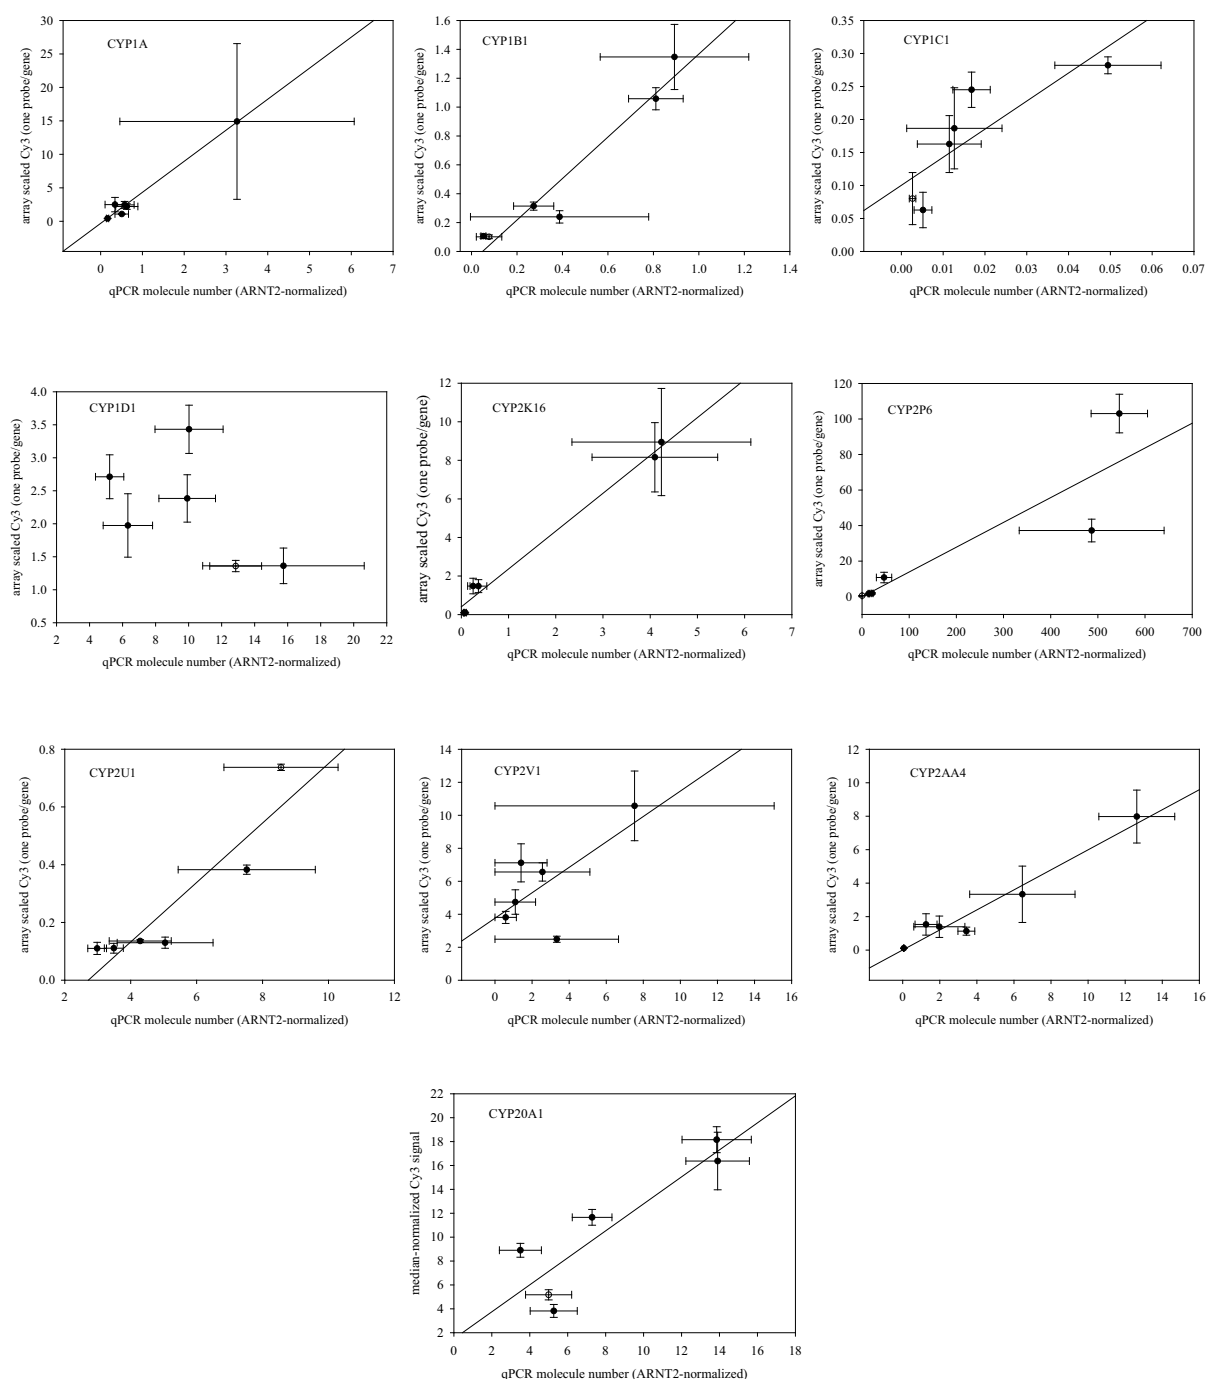 CYP1A
array scaled Cy3 (one probe/gene)
30
25
20
15
10
5
0
0 1 2 3 4 5 6 7
qPCR molecule number (ARNT2-normalized)
CYP1B1
array scaled Cy3 (one probe/gene)
1.6
1.4
1.2
1.0
0.8
0.6
0.4
0.2
0.0
0.0 0.2 0.4 0.6 0.8 1.0 1.2 1.4
qPCR molecule number (ARNT2-normalized)
CYP1C1
array scaled Cy3 (one probe/gene)
0.35
0.30
0.25
0.20
0.15
0.10
0.05
0.00
0.00 0.01 0.02 0.03 0.04 0.05 0.06 0.07
qPCR molecule number (ARNT2-normalized)
CYP1D1
array scaled Cy3 (one probe/gene)
4.0
3.5
3.0
2.5
2.0
1.5
1.0
0.5
2 4 6 8 10 12 14 16 18 20 22
qPCR molecule number (ARNT2-normalized)
CYP2K16
array scaled Cy3 (one probe/gene)
12
10
8
6
4
2
0
0 1 2 3 4 5 6 7
qPCR molecule number (ARNT2-normalized)
CYP2P6
array scaled Cy3 (one probe/gene)
120
100
80
60
40
20
0
0 100 200 300 400 500 600 700
qPCR molecule number (ARNT2-normalized)
CYP2U1
array scaled Cy3 (one probe/gene)
0.8
0.6
0.4
0.2
0.0
2 4 6 8 10 12
qPCR molecule number (ARNT2-normalized)
CYP2V1
array scaled Cy3 (one probe/gene)
14
12
10
8
6
4
2
0
0 2 4 6 8 10 12 14 16
qPCR molecule number (ARNT2-normalized)
CYP2AA4
array scaled Cy3 (one probe/gene)
12
10
8
6
4
2
0
0 2 4 6 8 10 12 14 16
qPCR molecule number (ARNT2-normalized)
CYP20A1
median-normalized Cy3 signal
22
20
18
16
14
12
10
8
6
4
2
0 2 4 6 8 10 12 14 16 18
qPCR molecule number (ARNT2-normalized)